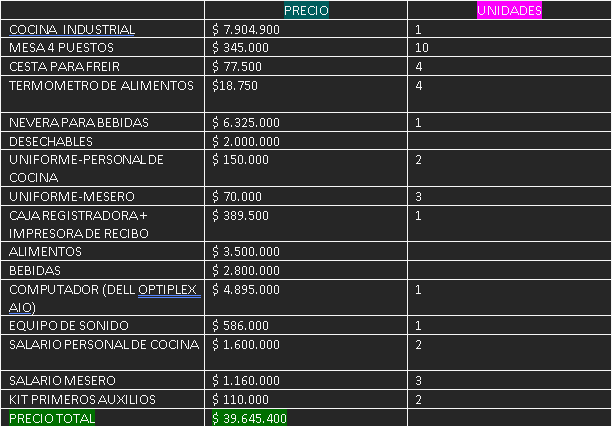 PRECIO UNIDADES
COCINA INDUSTRIAL $ 7.904.900 1
MESA 4 PUESTOS $ 345.000 10
CESTA PARA FREIR $ 77.500 4
TERMOMETRO DE ALIMENTOS $18.750 4
NEVERA PARA BEBIDAS $ 6.325.000 1
DESECHABLES $ 2.000.000
UNIFORME-PERSONAL DE $ 150.000 2
COCINA
UNIFORME-MESERO $ 70.000 3
CAJA REGISTRADORA + $ 389.500 1
IMPRESORA DE RECIBO
ALIMENTOS $ 3.500.000
BEBIDAS $ 2.800.000
COMPUTADOR (DELL OPTIPLEX $ 4.895.000 1
AIO)
EQUIPO DE SONIDO $ 586.000 1
SALARIO PERSONAL DE COCINA $ 1.600.000 2
SALARIO MESERO $ 1.160.000 3
KIT PRIMEROS AUXILIOS $ 110.000 2
PRECIO TOTAL $ 39.645.400